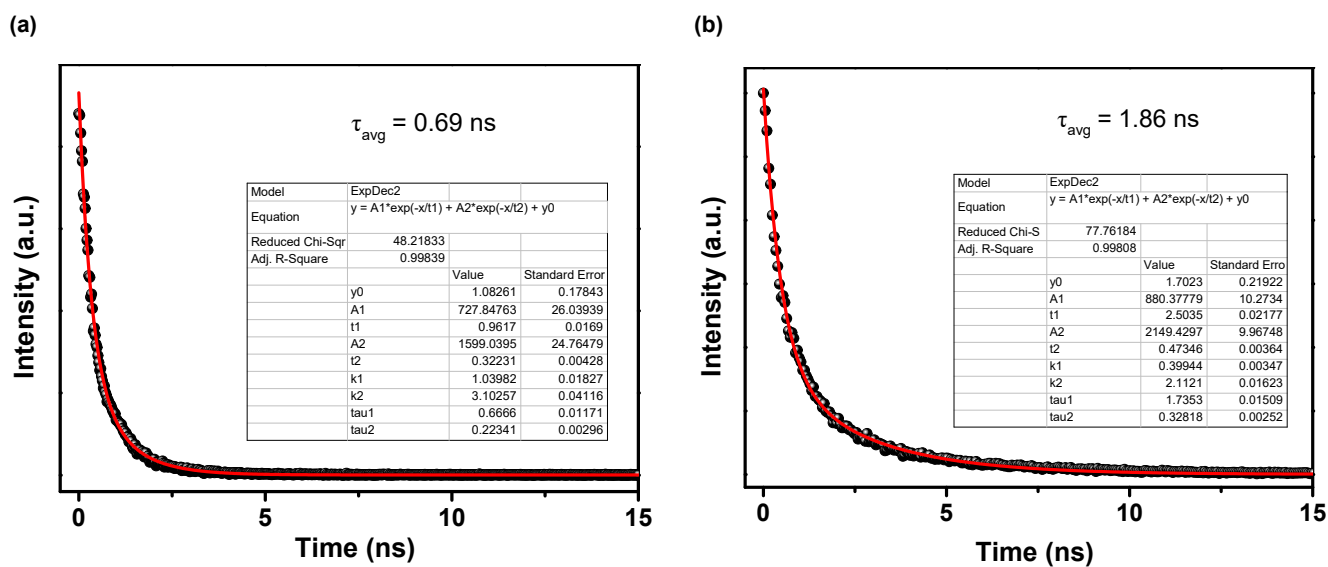 (a)
τavg = 0.69 ns
Model ExpDec2
Equation y = A1*exp(-x/t1) + A2*exp(-x/t2) + y0
Reduced Chi-Sqr 48.21833
Adj. R-Square 0.99839
Value Standard Error
y0 1.08261 0.17843
A1 727.84763 26.03939
t1 0.9617 0.0169
A2 1599.0395 24.76479
t2 0.32231 0.00428
k1 1.03982 0.01827
k2 3.10257 0.04116
tau1 0.6666 0.01171
tau2 0.22341 0.00296
Intensity (a.u.)
0 5 10 15
Time (ns)
(b)
τavg = 1.86 ns
Model ExpDec2
Equation y = A1*exp(-x/t1) + A2*exp(-x/t2) + y0
Reduced Chi-S 77.76184
Adj. R-Square 0.99808
Value Standard Erro
y0 1.7023 0.21922
A1 880.37779 10.2734
t1 2.5035 0.02177
A2 2149.4297 9.96748
t2 0.47346 0.00364
k1 0.39944 0.00347
k2 2.1121 0.01623
tau1 1.7353 0.01509
tau2 0.32818 0.00252
Intensity (a.u.)
0 5 10 15
Time (ns)